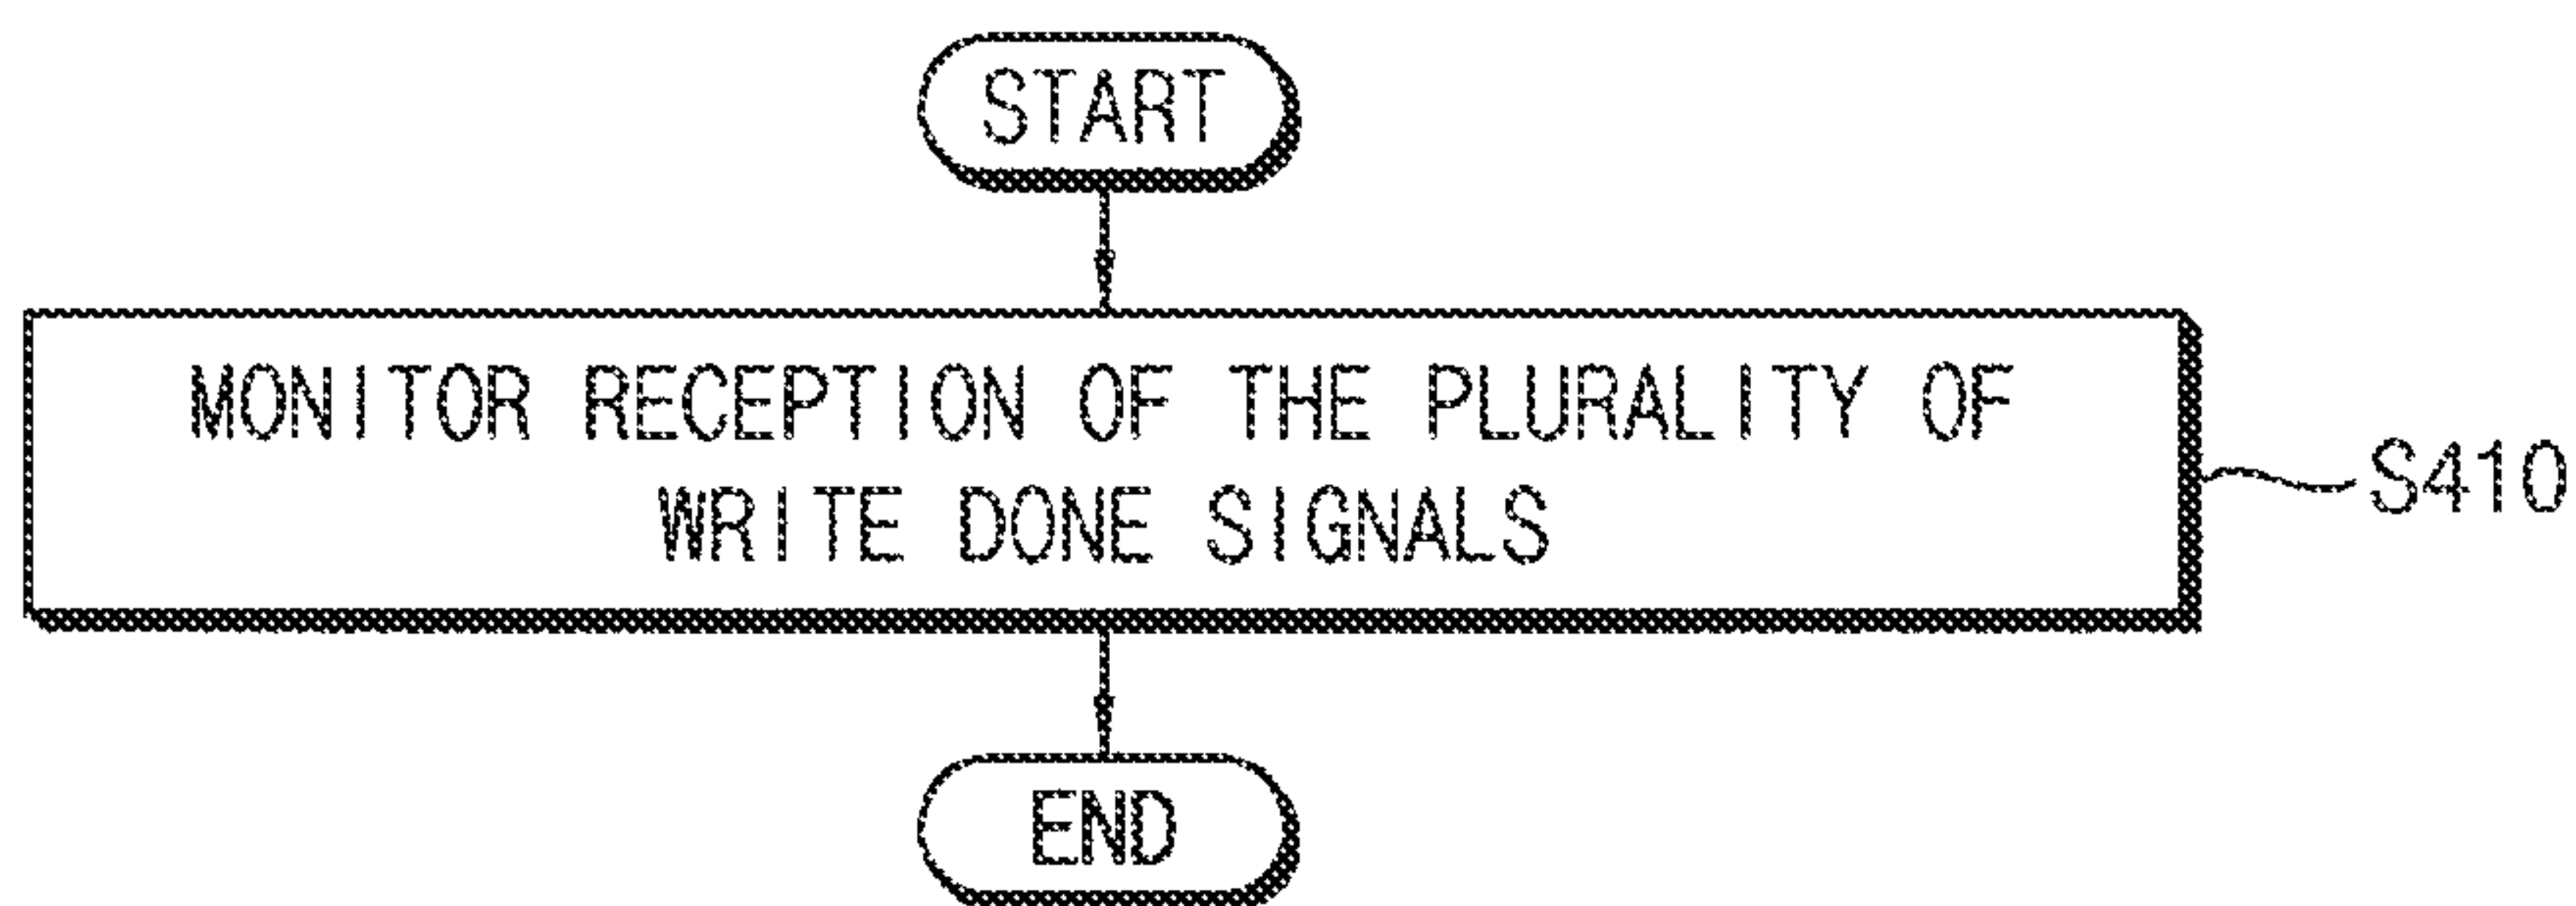 START
MONITOR RECEPTION OF THE PLURALITY OF
WRITE DONE SIGNALS
S410
END